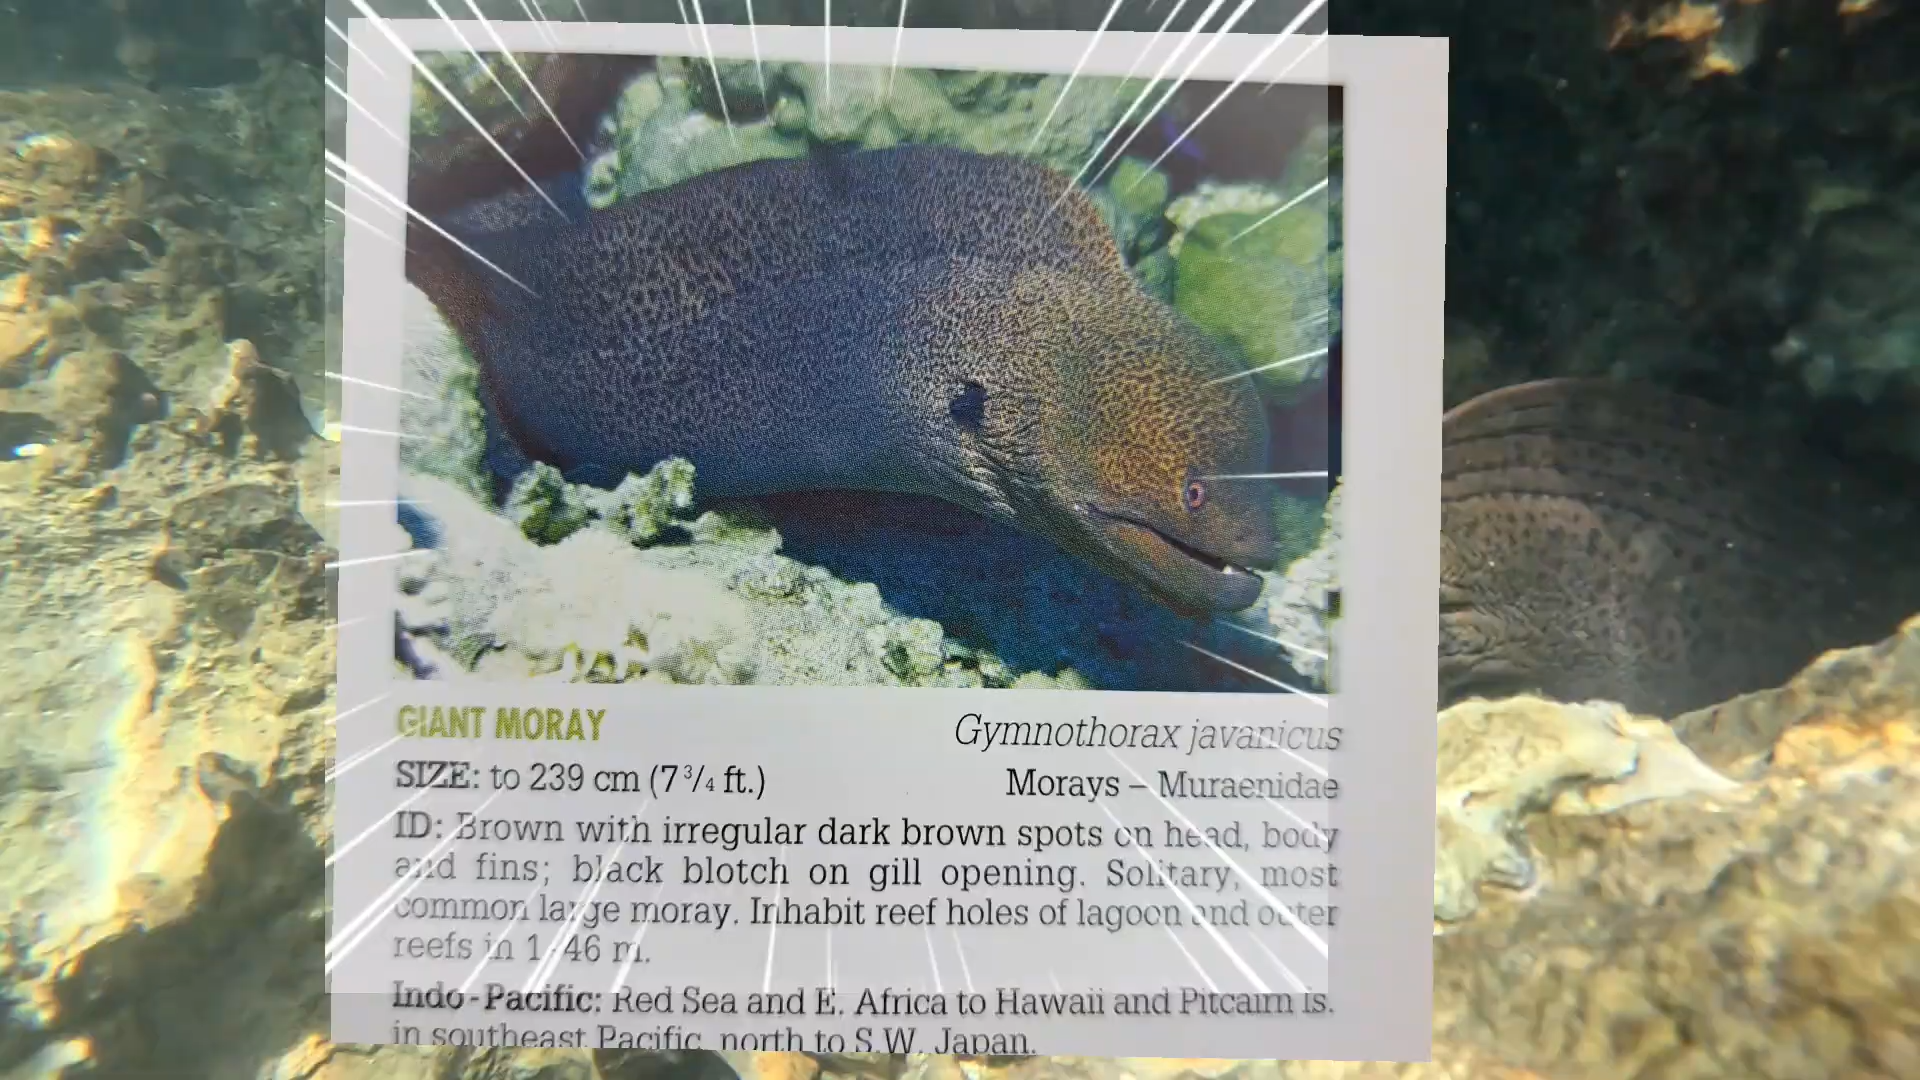 GIANT MORAY
Gymnothorax javanicus
SIZE: to 239 cm (7 3/4 ft.)
Morays – Muraenidae
ID: Brown with irregular dark brown spots on head, body
and fins; black blotch on gill opening. Solitary, most
common large moray. Inhabit reef holes of lagoon and outer
reefs in 1-46 m.
Indo-Pacific: Red Sea and E. Africa to Hawaii and Pitcairn Is.
in southeast Pacific, north to S.W. Japan.